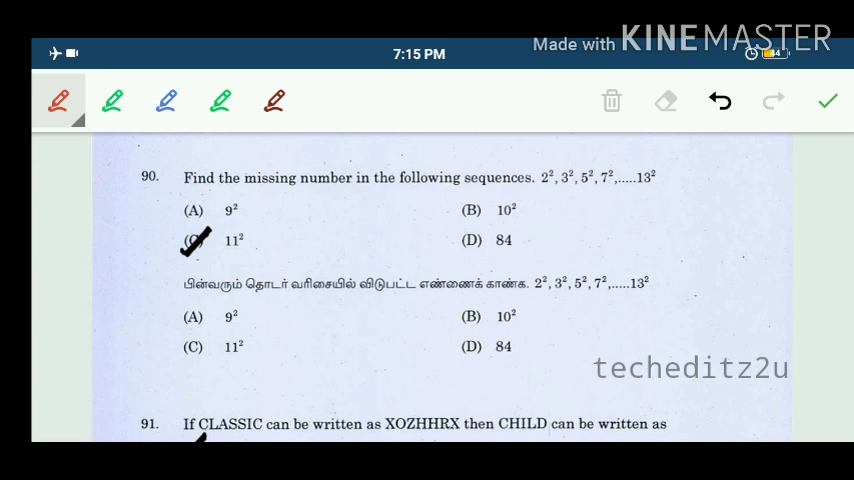 Made with KINEMASTER
7:15 PM
44
90. Find the missing number in the following sequences. 2², 3², 5², 7²,.....13²
(A) 9² (B) 10²
(C) 11² (D) 84
பின்வரும் தொடர் வரிசையில் விடுபட்ட எண்ணைக் காண்க. 2², 3², 5², 7²,.....13²
(A) 9² (B) 10²
(C) 11² (D) 84
techeditz2u
91. If CLASSIC can be written as XOZHHRX then CHILD can be written as